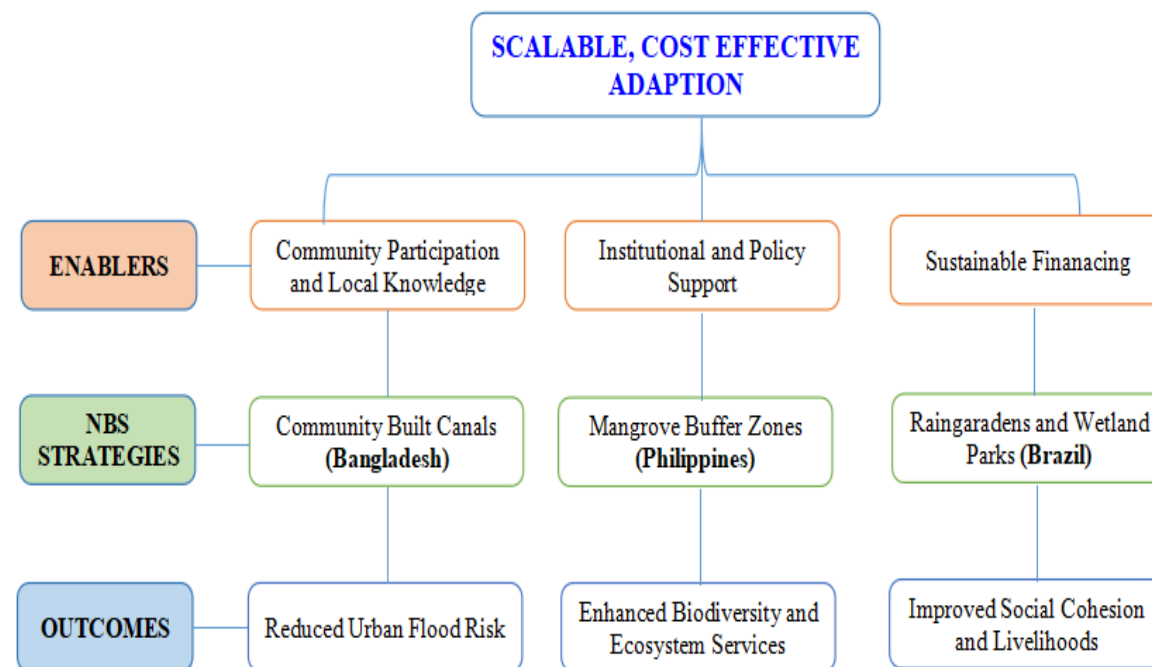 SCALABLE, COST EFFECTIVE
ADAPTION
ENABLERS
Community Participation
and Local Knowledge
Institutional and Policy
Support
Sustainable Finanacing
NBS
STRATEGIES
Community Built Canals
(Bangladesh)
Mangrove Buffer Zones
(Philippines)
Raingaradens and Wetland
Parks (Brazil)
OUTCOMES
Reduced Urban Flood Risk
Enhanced Biodiversity and
Ecosystem Services
Improved Social Cohesion
and Livelihoods